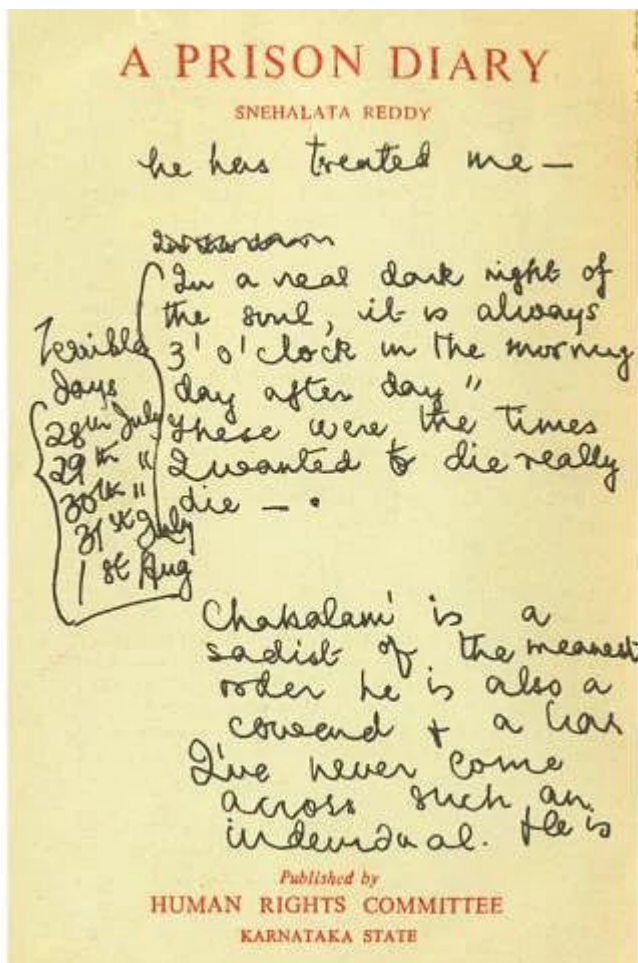 A PRISON DIARY
SNEHALATA REDDY
he has treated me —
In a real dark night of
the soul, it is always
3' o'clock in the morning
day after day "
These were the times
I wanted to die really
die — .
Terrible
days
28th July
29th "
30th "
31st July
1st Aug
Chabalani is a
sadist of the meanest
order he is also a
coward + a liar
I've never come
across such an
individual. He is
Published by
HUMAN RIGHTS COMMITTEE
KARNATAKA STATE